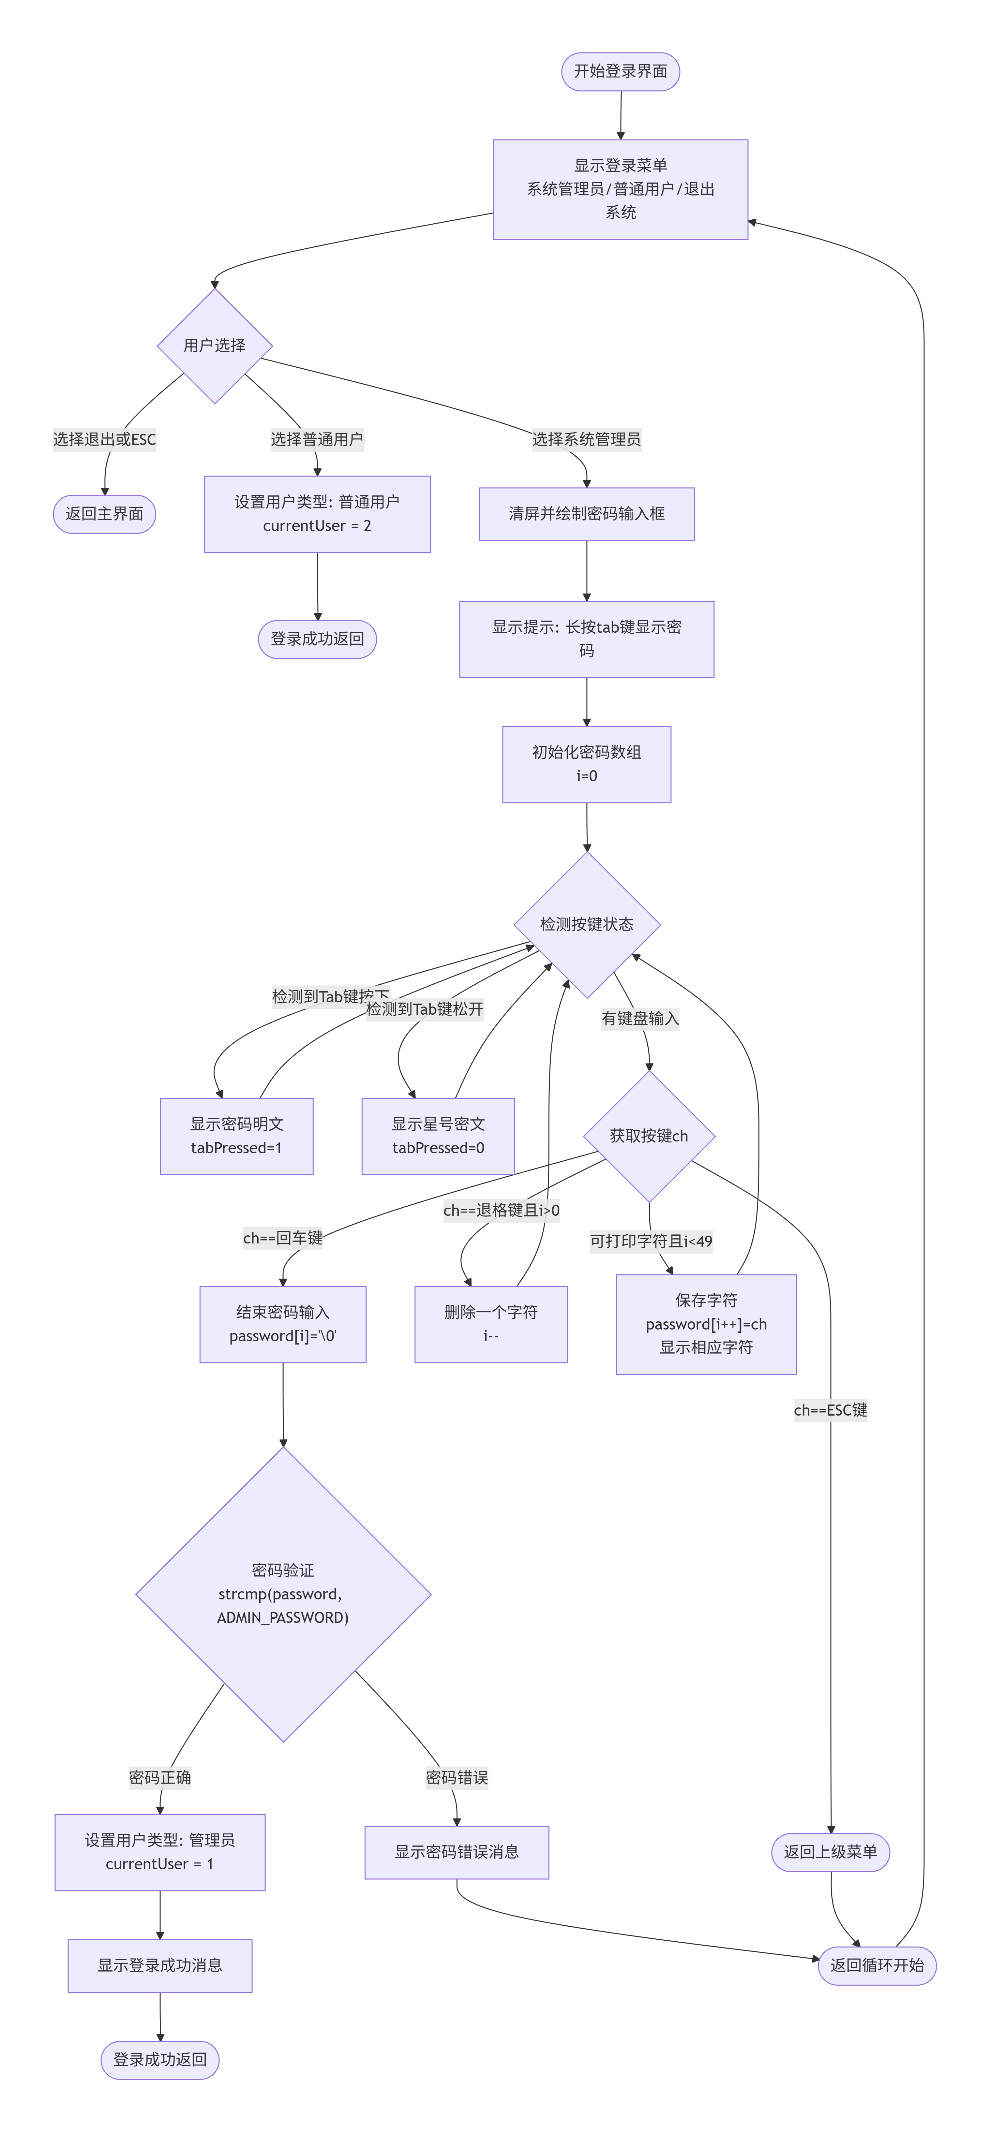 开始登录界面
显示登录菜单
系统管理员/普通用户/退出
系统
用户选择
选择退出或ESC
选择普通用户
选择系统管理员
返回主界面
设置用户类型: 普通用户
currentUser = 2
清屏并绘制密码输入框
登录成功返回
显示提示: 长按tab键显示密
码
初始化密码数组
i=0
检测按键状态
检测到Tab键按下
检测到Tab键松开
有键盘输入
显示密码明文
tabPressed=1
显示星号密文
tabPressed=0
获取按键ch
ch==回车键
ch==退格键且i>0
可打印字符且i<49
结束密码输入
password[i]='\0'
删除一个字符
i--
保存字符
password[i++]=ch
显示相应字符
ch==ESC键
密码验证
strcmp(password,
ADMIN_PASSWORD)
密码正确
密码错误
设置用户类型: 管理员
currentUser = 1
显示密码错误消息
返回上级菜单
显示登录成功消息
返回循环开始
登录成功返回